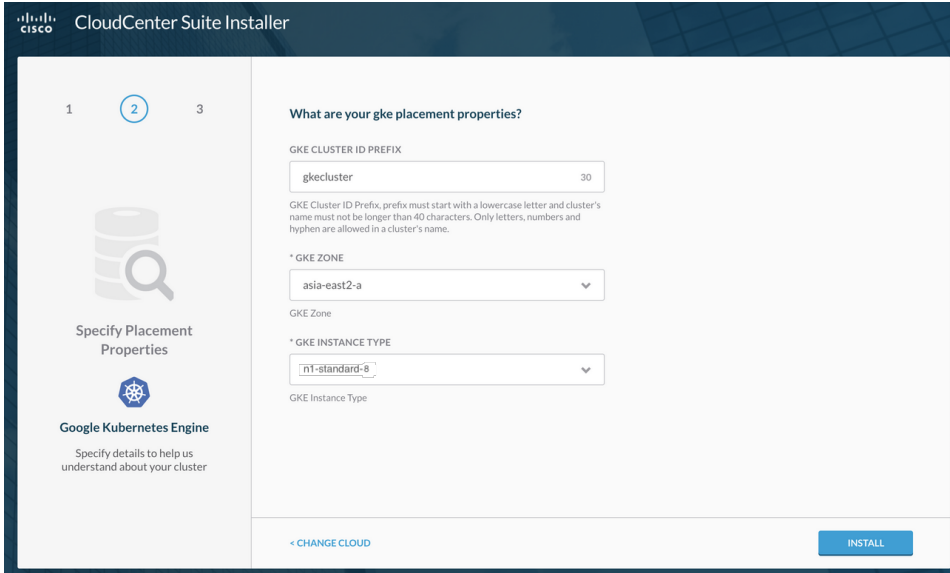 cisco
CloudCenter Suite Installer
1
2
3
Specify Placement
Properties
Google Kubernetes Engine
Specify details to help us
understand about your cluster
What are your gke placement properties?
GKE CLUSTER ID PREFIX
gkecluster 30
GKE Cluster ID Prefix, prefix must start with a lowercase letter and cluster's
name must not be longer than 40 characters. Only letters, numbers and
hyphen are allowed in a cluster's name.
* GKE ZONE
asia-east2-a
GKE Zone
* GKE INSTANCE TYPE
n1-standard-8
GKE Instance Type
< CHANGE CLOUD
INSTALL